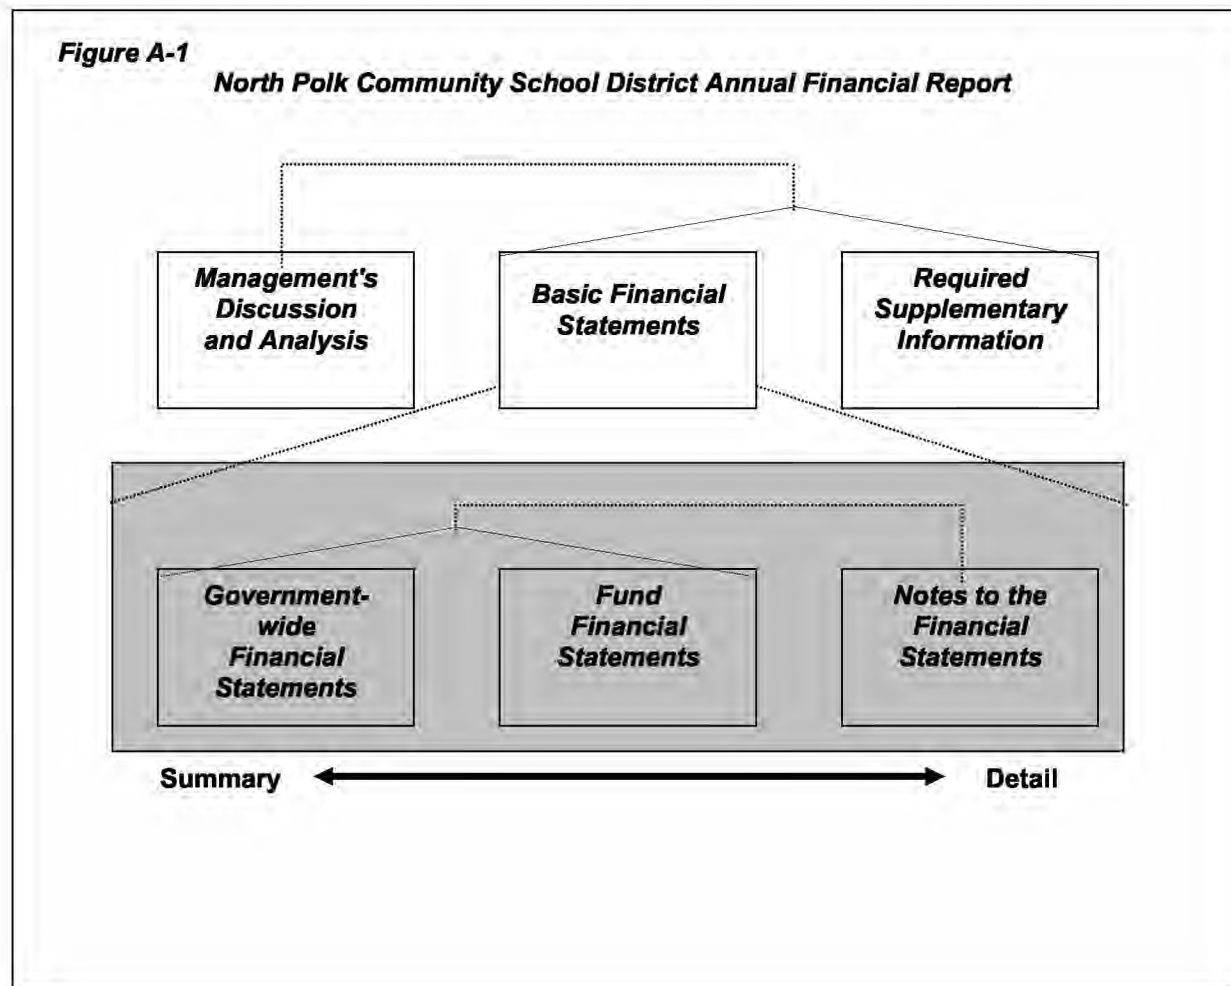 Figure A-1
North Polk Community School District Annual Financial Report
Management's
Discussion
and Analysis
Basic Financial
Statements
Required
Supplementary
Information
Government-
wide
Financial
Statements
Fund
Financial
Statements
Notes to the
Financial
Statements
Summary
Detail